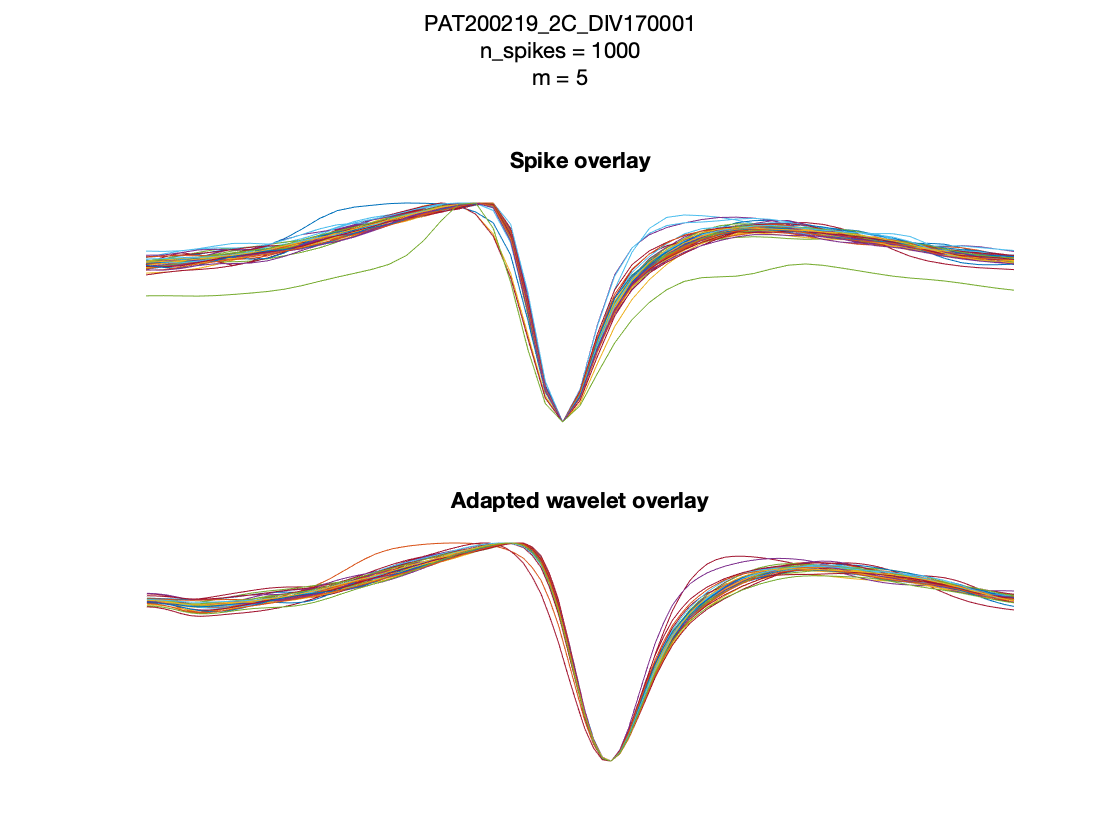 PAT200219_2C_DIV170001
n_spikes = 1000
m = 5
Spike overlay
Adapted wavelet overlay